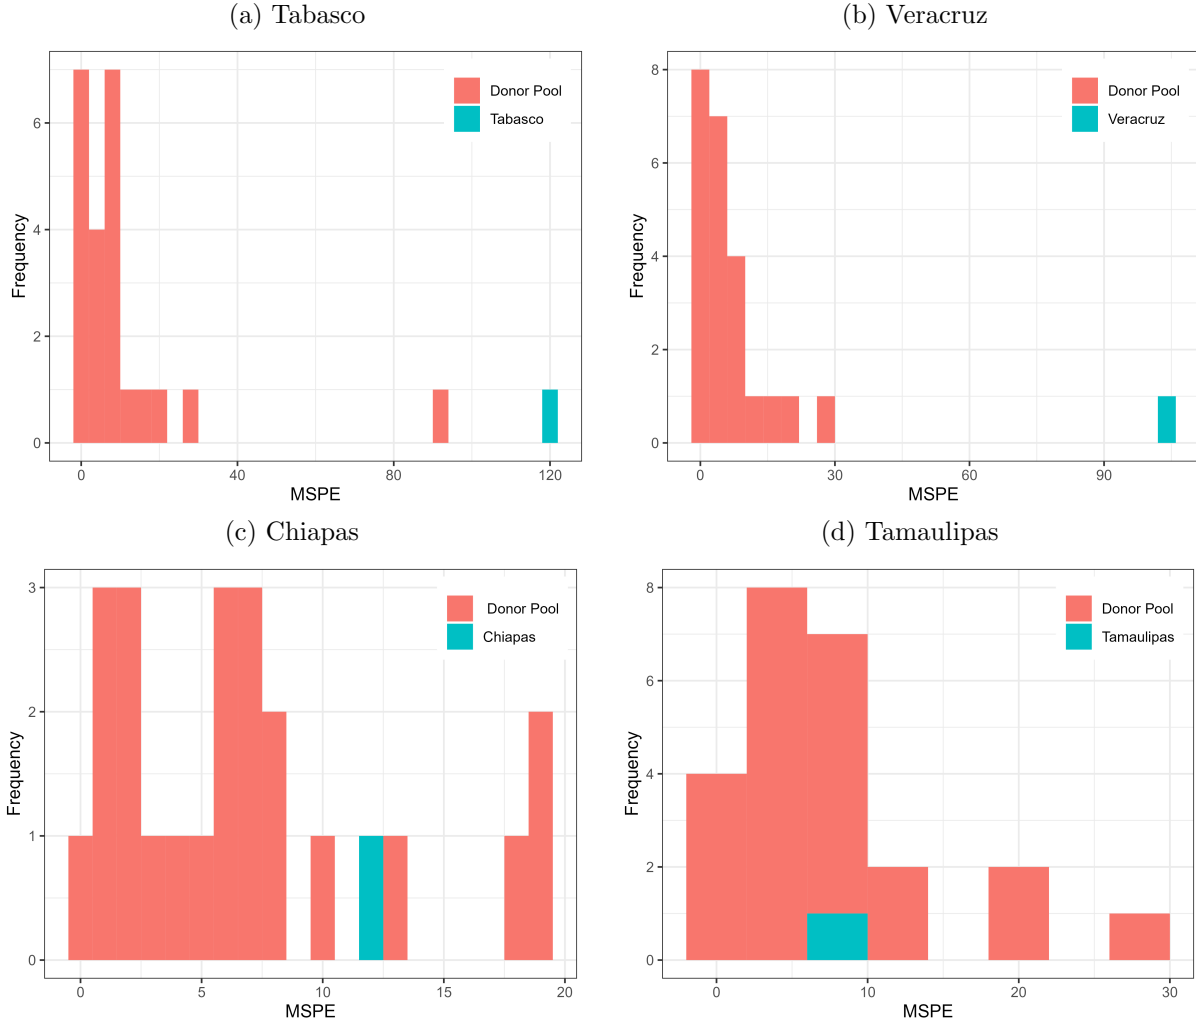 (a) Tabasco
Frequency
6
4
2
0
Donor Pool
Tabasco
0 40 80 120
MSPE
(b) Veracruz
Frequency
8
6
4
2
0
Donor Pool
Veracruz
0 30 60 90
MSPE
(c) Chiapas
Frequency
3
2
1
0
Donor Pool
Chiapas
0 5 10 15 20
MSPE
(d) Tamaulipas
Frequency
8
6
4
2
0
Donor Pool
Tamaulipas
0 10 20 30
MSPE